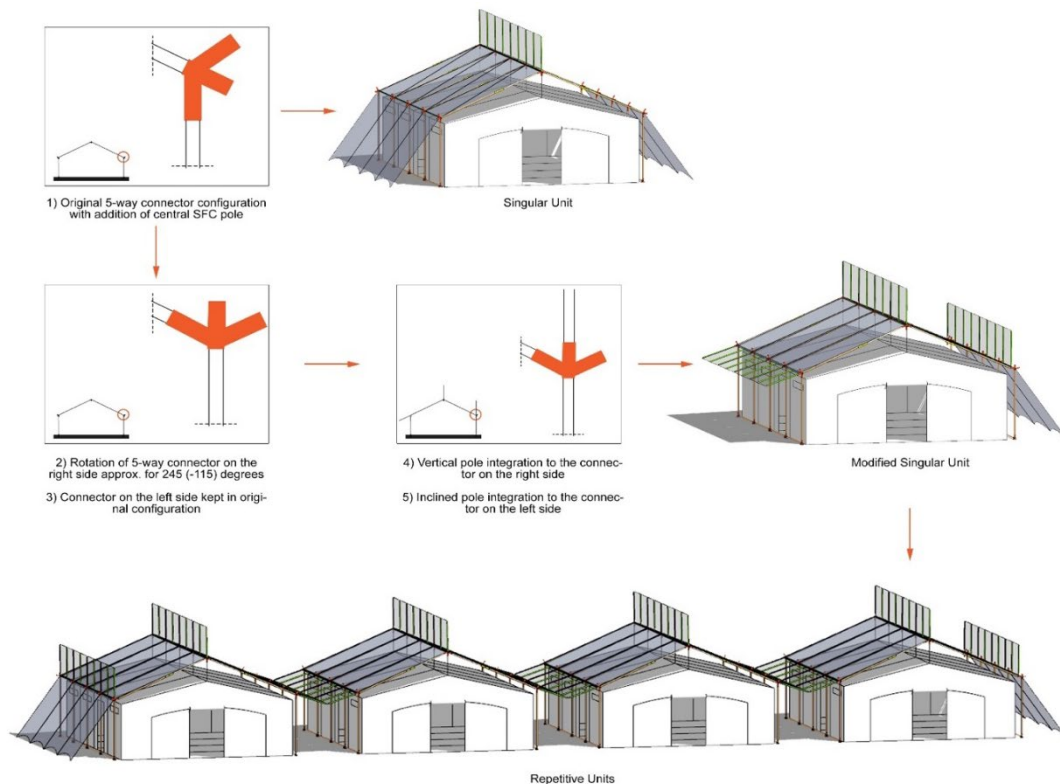 1) Original 5-way connector configuration
with addition of central SFC pole
Singular Unit
2) Rotation of 5-way connector on the
right side approx. for 245 (-115) degrees
3) Connector on the left side kept in origi-
nal configuration
4) Vertical pole integration to the connec-
tor on the right side
5) Inclined pole integration to the connec-
tor on the left side
Modified Singular Unit
Repetitive Units